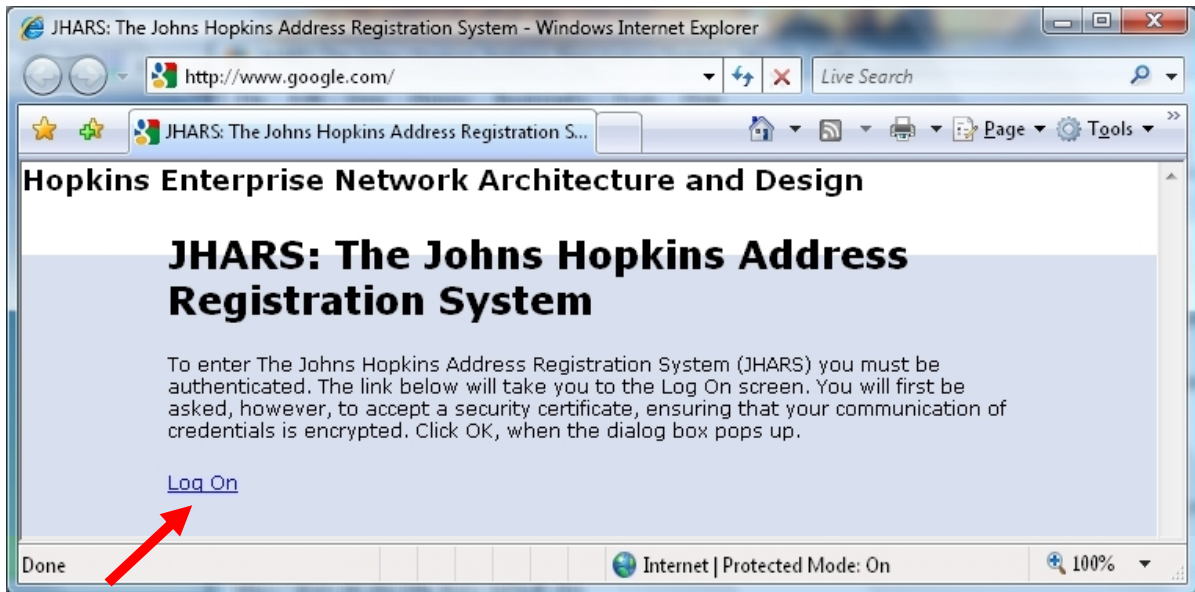 JHARS: The Johns Hopkins Address Registration System - Windows Internet Explorer
http://www.google.com/
Live Search
JHARS: The Johns Hopkins Address Registration S...
Page
Tools
Hopkins Enterprise Network Architecture and Design
JHARS: The Johns Hopkins Address
Registration System
To enter The Johns Hopkins Address Registration System (JHARS) you must be
authenticated. The link below will take you to the Log On screen. You will first be
asked, however, to accept a security certificate, ensuring that your communication of
credentials is encrypted. Click OK, when the dialog box pops up.
Log On
Done
Internet | Protected Mode: On
100%